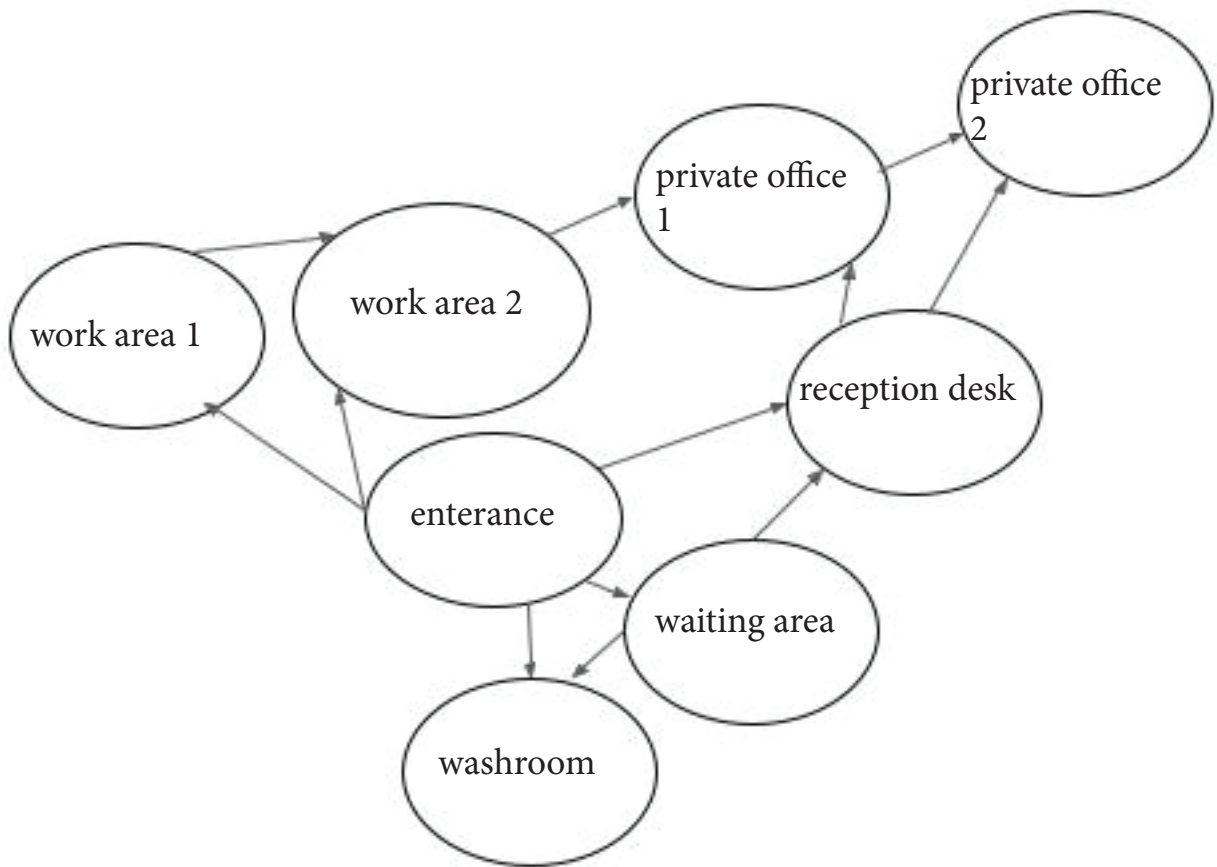 private office
2
private office
1
work area 2
work area 1
reception desk
enterance
waiting area
washroom